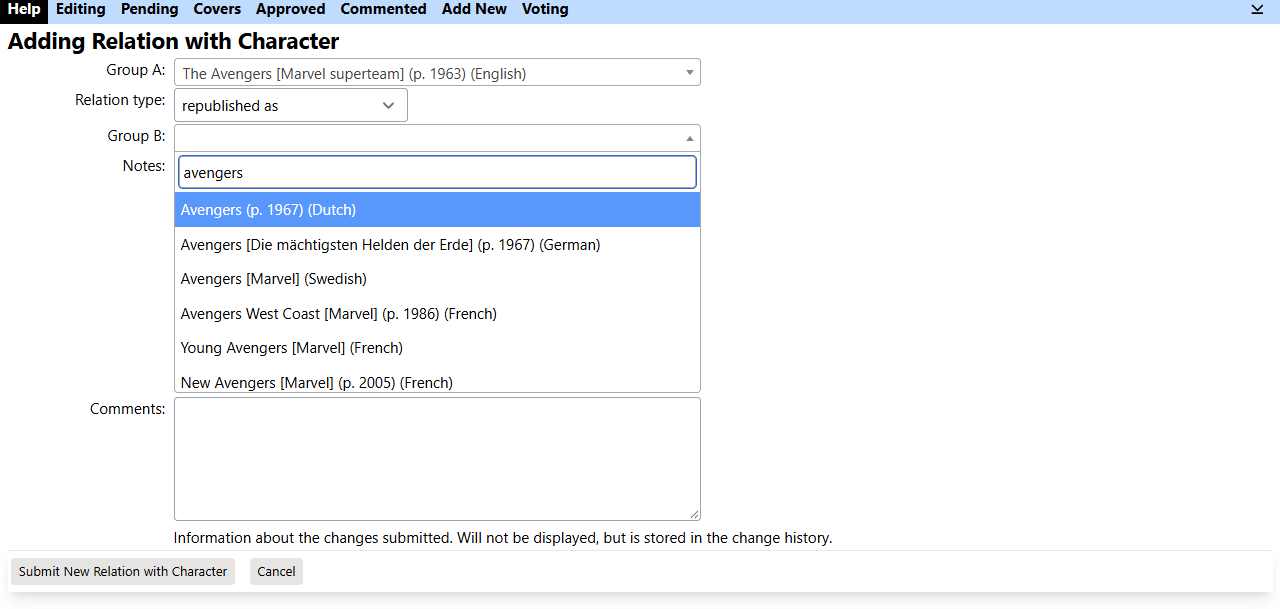 Help Editing Pending Covers Approved Commented Add New Voting
Adding Relation with Character
Group A: The Avengers [Marvel superteam] (p. 1963) (English)
Relation type: republished as
Group B:
Notes: avengers
Avengers (p. 1967) (Dutch)
Avengers [Die mächtigsten Helden der Erde] (p. 1967) (German)
Avengers [Marvel] (Swedish)
Avengers West Coast [Marvel] (p. 1986) (French)
Young Avengers [Marvel] (French)
New Avengers [Marvel] (p. 2005) (French)
Comments:
Information about the changes submitted. Will not be displayed, but is stored in the change history.
Submit New Relation with Character Cancel